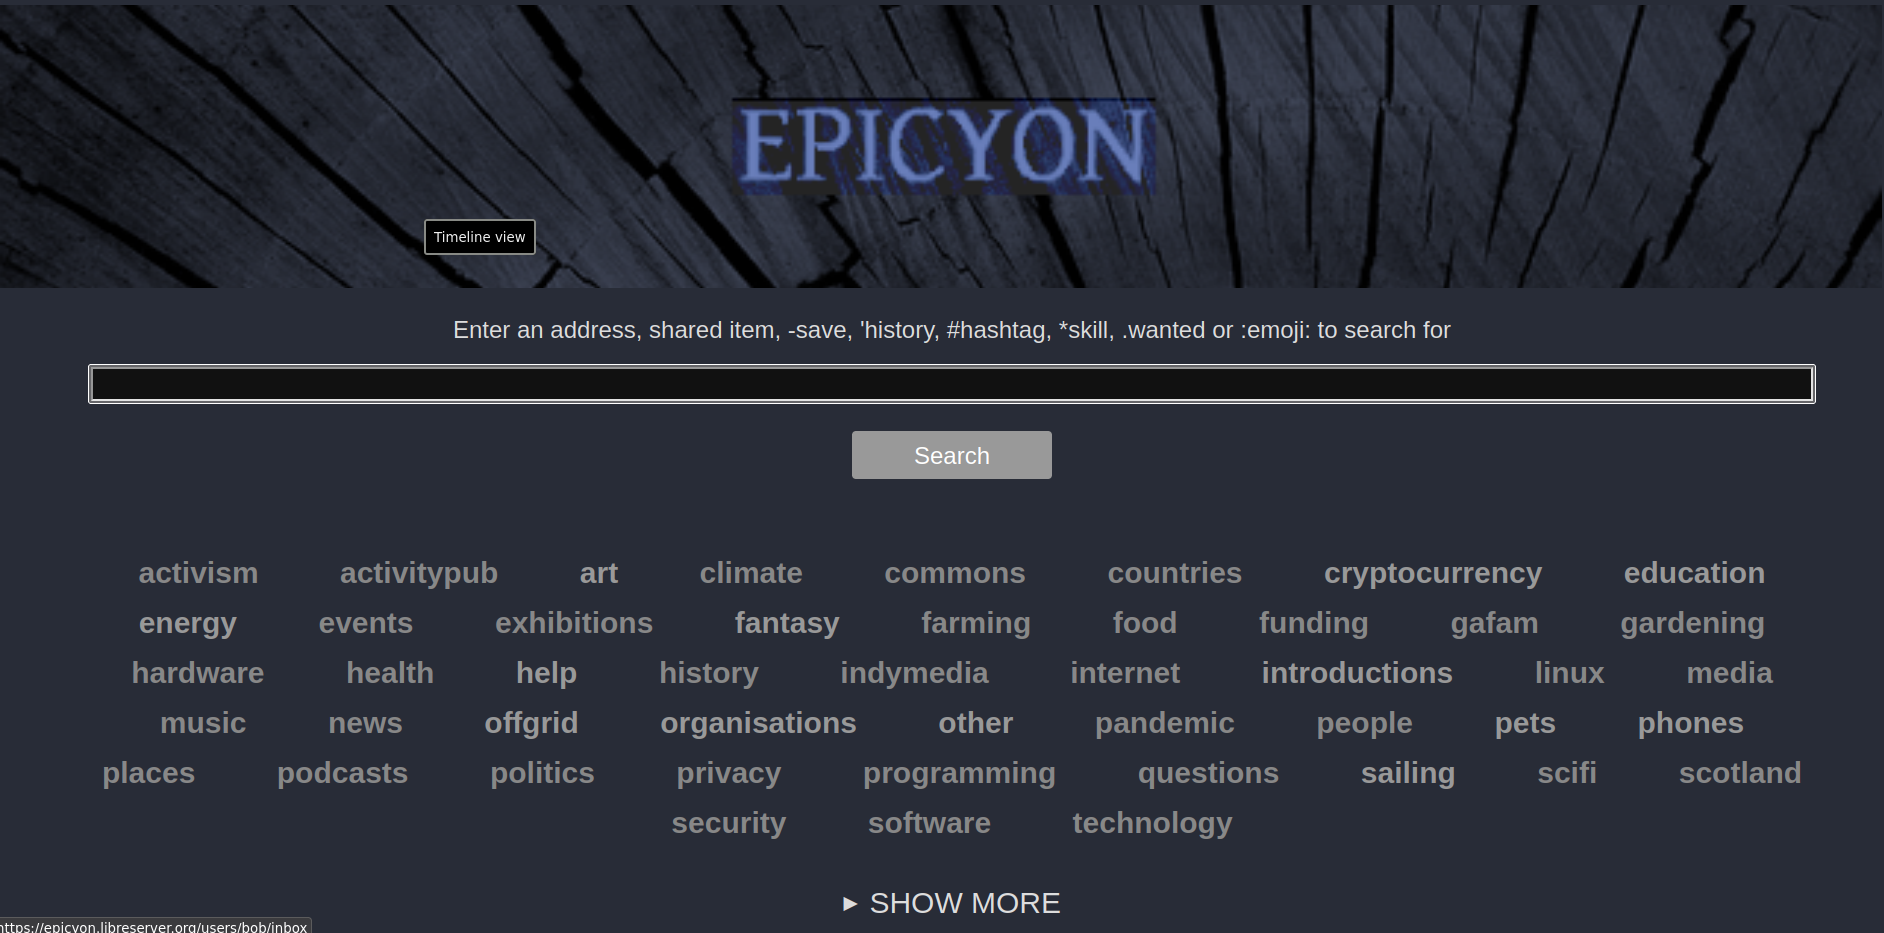 EPICYON
Timeline view
Enter an address, shared item, -save, 'history, #hashtag, *skill, .wanted or :emoji: to search for
Search
activism activitypub art climate commons countries cryptocurrency education
energy events exhibitions fantasy farming food funding gafam gardening
hardware health help history indymedia internet introductions linux media
music news offgrid organisations other pandemic people pets phones
places podcasts politics privacy programming questions sailing scifi scotland
security software technology
▸ SHOW MORE
https://epicyon.libreserver.org/users/bob/inbox